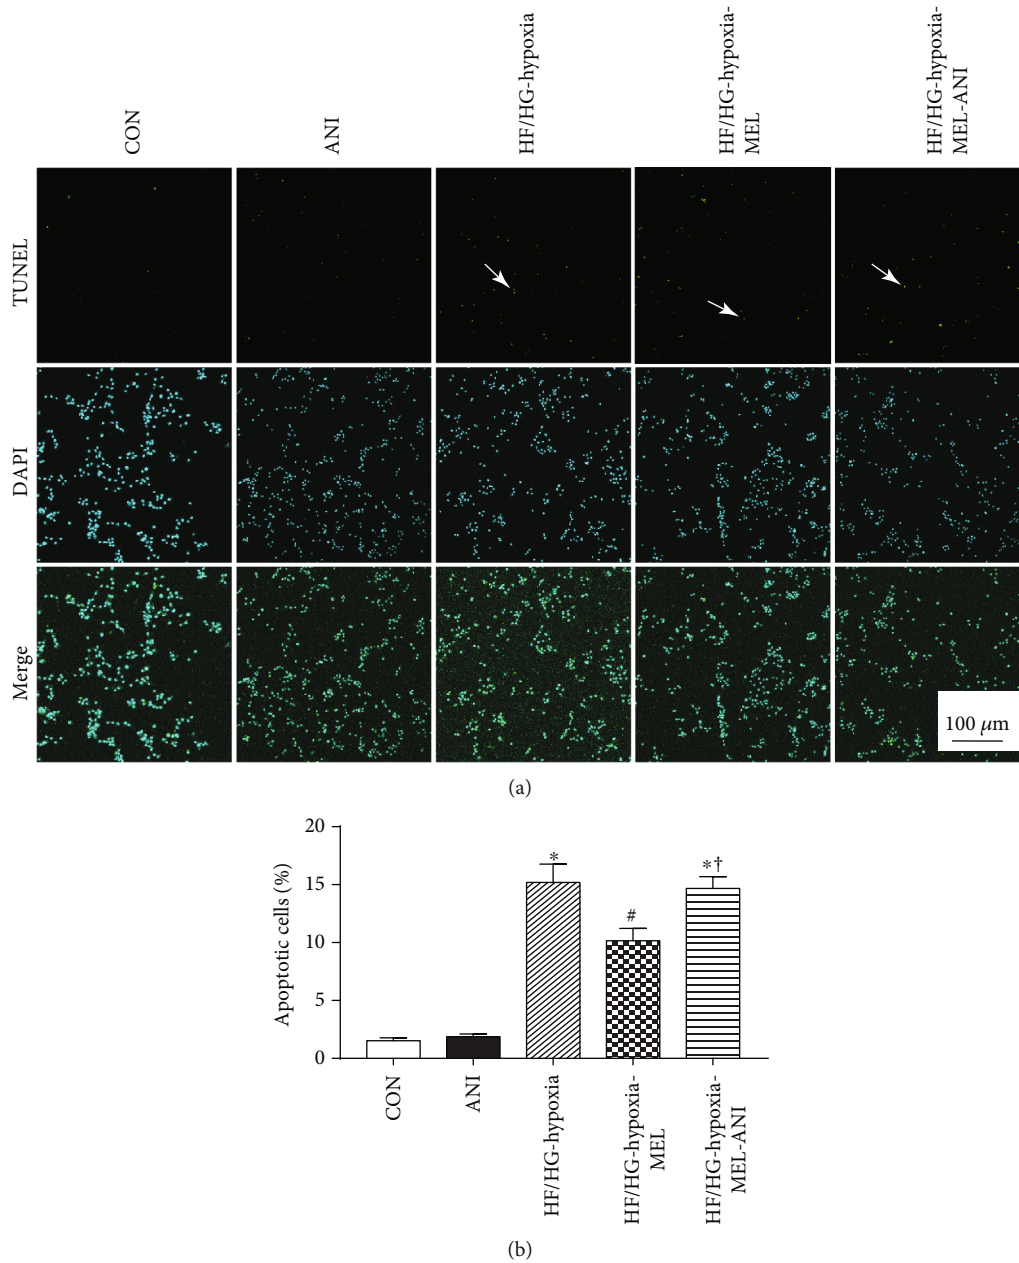 CON
ANI
HF/HG-hypoxia
HF/HG-hypoxia-
MEL
HF/HG-hypoxia-
MEL-ANI
TUNEL
DAPI
Merge
100 μm
(a)
Apoptotic cells (%)
20
15
10
5
0
*
#
*†
CON
ANI
HF/HG-hypoxia
HF/HG-hypoxia-
MEL
HF/HG-hypoxia-
MEL-ANI
(b)